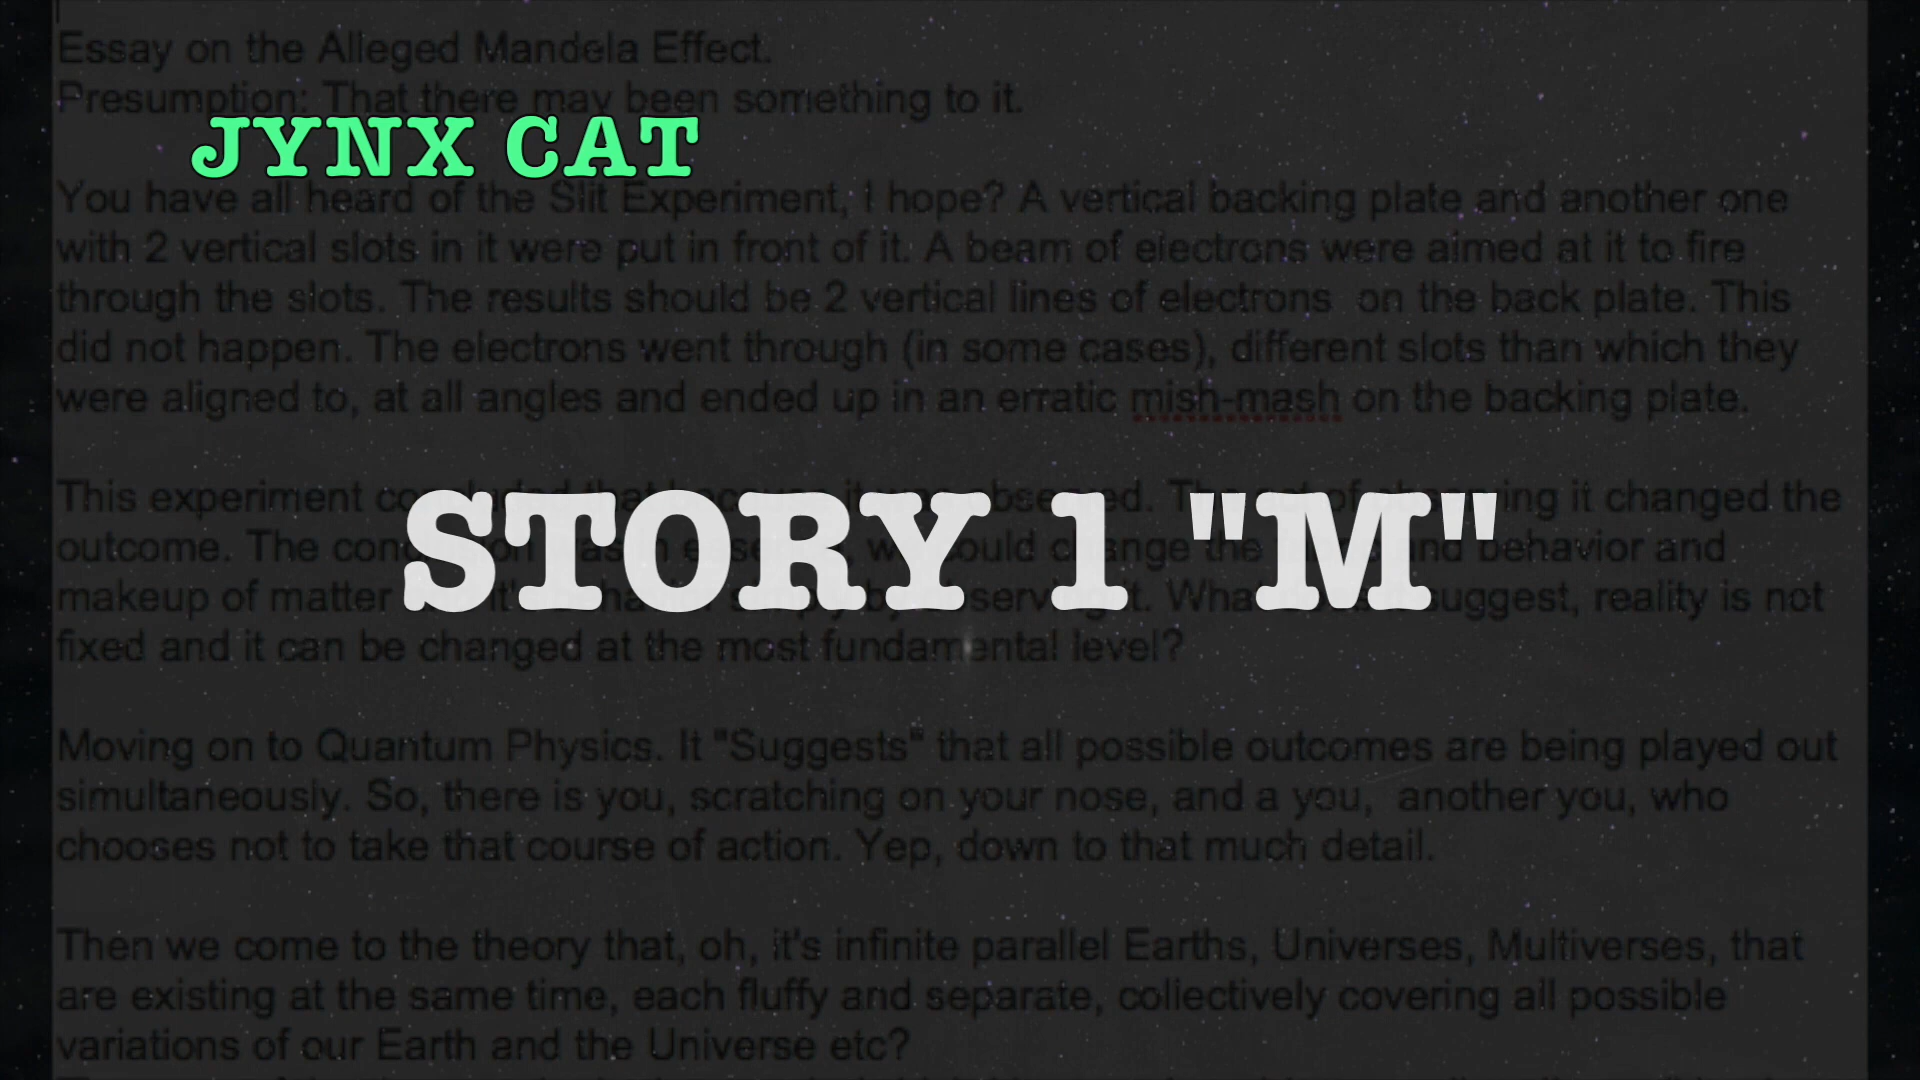 Essay on the Alleged Mandela Effect.
Presumption: That there may been something to it.
JYNX CAT
You have all heard of the Slit Experiment, I hope? A vertical backing plate and another one
with 2 vertical slots in it were put in front of it. A beam of electrons were aimed at it to fire
through the slots. The results should be 2 vertical lines of electrons on the back plate. This
did not happen. The electrons went through (in some cases), different slots than which they
were aligned to, at all angles and ended up in an erratic mish-mash on the backing plate.
This experiment that it changed the
STORY 1 "M"
outcome. The change the and behavior and
makeup of matter suggest, reality is not
fixed and it can be changed at the most fundamental level?
Moving on to Quantum Physics. It "Suggests" that all possible outcomes are being played out
simultaneously. So, there is you, scratching on your nose, and a you, another you, who
chooses not to take that course of action. Yep, down to that much detail.
Then we come to the theory that, oh, it's infinite parallel Earths, Universes, Multiverses, that
are existing at the same time, each fluffy and separate, collectively covering all possible
variations of our Earth and the Universe etc?